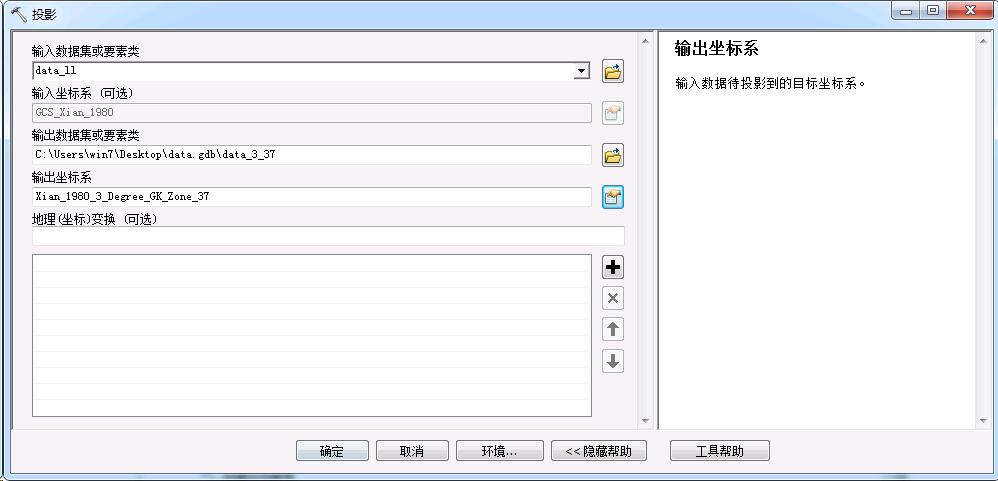 投影
输入数据集或要素类
data_ll
输入坐标系 (可选)
GCS_Xian_1980
输出数据集或要素类
C:\Users\win7\Desktop\data.gdb\data_3_37
输出坐标系
Xian_1980_3_Degree_GK_Zone_37
地理(坐标)变换 (可选)
输出坐标系
输入数据待投影到的目标坐标系。
确定
取消
环境...
<< 隐藏帮助
工具帮助